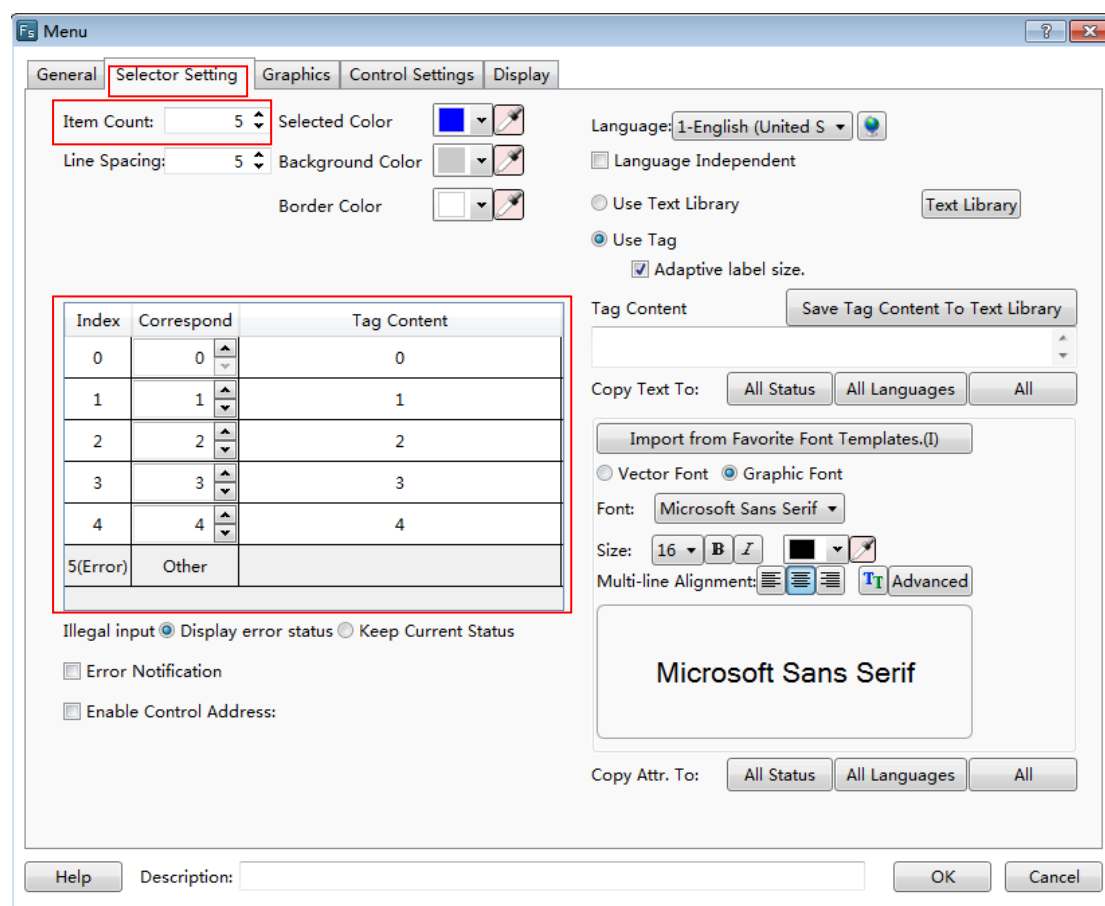 Fs Menu
General Selector Setting Graphics Control Settings Display
Item Count: 5 Selected Color
Line Spacing: 5 Background Color
Border Color
Language: 1-English (United S
Language Independent
Use Text Library Text Library
Use Tag
Adaptive label size.
Index Correspond Tag Content
0 0 0
1 1 1
2 2 2
3 3 3
4 4 4
5(Error) Other
Illegal input Display error status Keep Current Status
Error Notification
Enable Control Address:
Tag Content Save Tag Content To Text Library
Copy Text To: All Status All Languages All
Import from Favorite Font Templates.(I)
Vector Font Graphic Font
Font: Microsoft Sans Serif
Size: 16 B I
Multi-line Alignment: TT Advanced
Microsoft Sans Serif
Copy Attr. To: All Status All Languages All
Help Description: OK Cancel